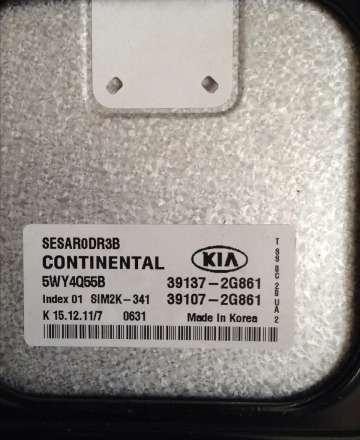 SESAR0DR3B
CONTINENTAL KIA
5WY4Q55B 39137-2G861
Index 01 SIM2K-341 39107-2G861
K 15.12.11/7 0631 Made in Korea